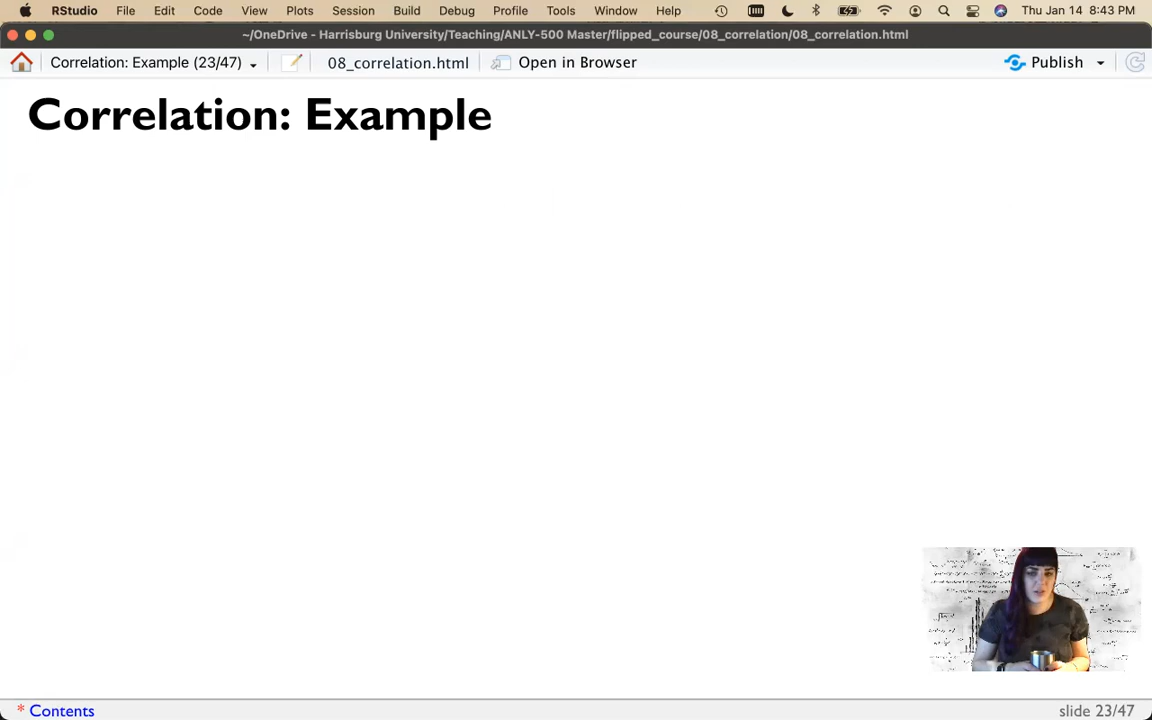 RStudio File Edit Code View Plots Session Build Debug Profile Tools Window Help Thu Jan 14 8:43 PM
~/OneDrive - Harrisburg University/Teaching/ANLY-500 Master/flipped_course/08_correlation/08_correlation.html
Correlation: Example (23/47) 08_correlation.html Open in Browser Publish
Correlation: Example
* Contents slide 23/47